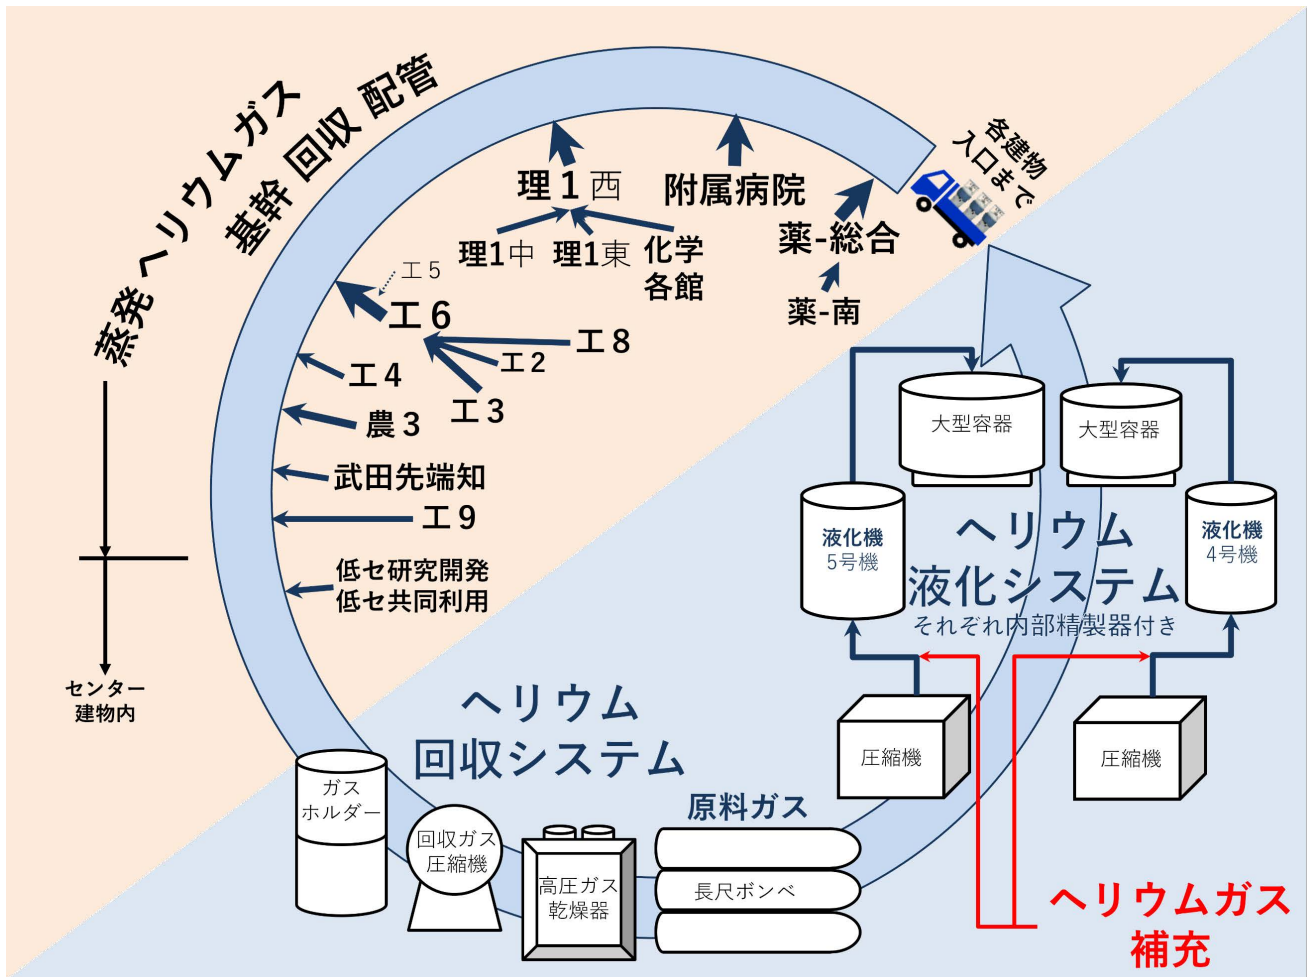 蒸発ヘリウムガス
基幹 回収 配管
各建物
入口まで
理１西
附属病院
薬-総合
理1中
理1東
化学
各館
薬-南
工５
工６
工８
工２
工３
工４
農３
武田先端知
工９
低セ研究開発
低セ共同利用
センター
建物内
大型容器
大型容器
液化機
5号機
液化機
4号機
ヘリウム
液化システム
それぞれ内部精製器付き
圧縮機
圧縮機
ヘリウム
回収システム
ガス
ホルダー
回収ガス
圧縮機
高圧ガス
乾燥器
原料ガス
長尺ボンベ
ヘリウムガス
補充